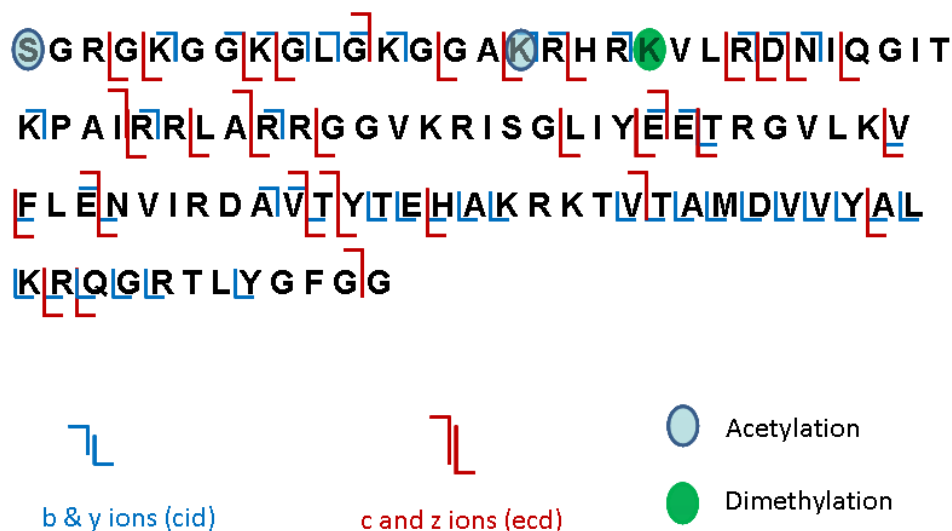 SGRGKGGKGLGKGGAKRHRKVLRDNIQGIT
KPAIRRLARRGGVKRISGLIYEETRGVLKV
FLENVIRDAVTYTEHAKRKTVTAMDVVYAL
KRQGRTLYGFGG
Acetylation
Dimethylation
b & y ions (cid)
c and z ions (ecd)